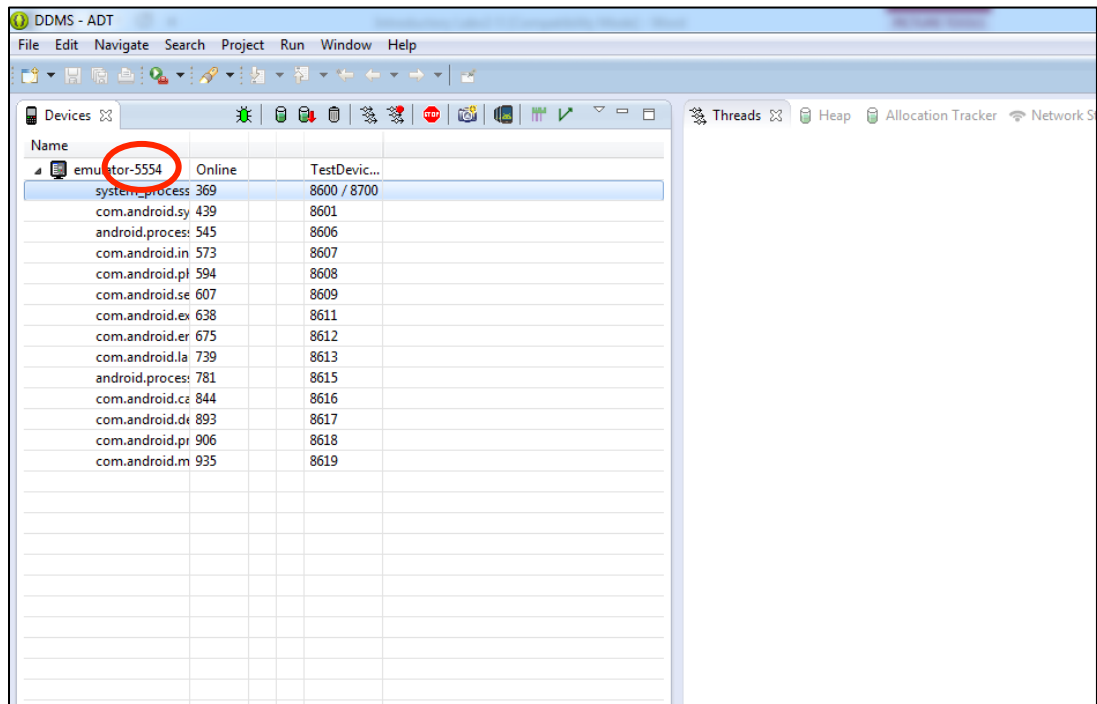 DDMS - ADT
File Edit Navigate Search Project Run Window Help
Devices
Threads Heap Allocation Tracker Network St
Name
emulator-5554 Online TestDevic...
system_process 369 8600 / 8700
com.android.sy 439 8601
android.proces 545 8606
com.android.in 573 8607
com.android.ph 594 8608
com.android.se 607 8609
com.android.ex 638 8611
com.android.er 675 8612
com.android.la 739 8613
android.proces 781 8615
com.android.ca 844 8616
com.android.de 893 8617
com.android.pr 906 8618
com.android.m 935 8619